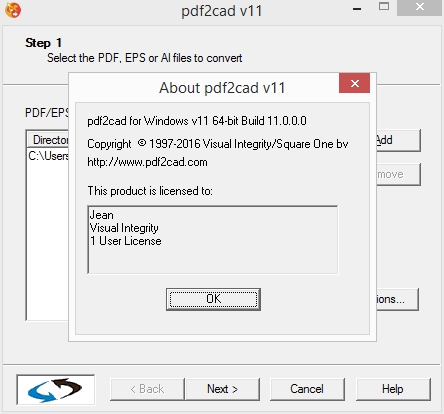 pdf2cad v11
Step 1
Select the PDF, EPS or AI files to convert
About pdf2cad v11
pdf2cad for Windows v11 64-bit Build 11.0.0.0
PDF/EPS
Copyright © 1997-2016 Visual Integrity/Square One bv
Director
Add
C:\Users
http://www.pdf2cad.com
move
This product is licensed to:
Jean
Visual Integrity
1 User License
OK
ions...
< Back
Next >
Cancel
Help